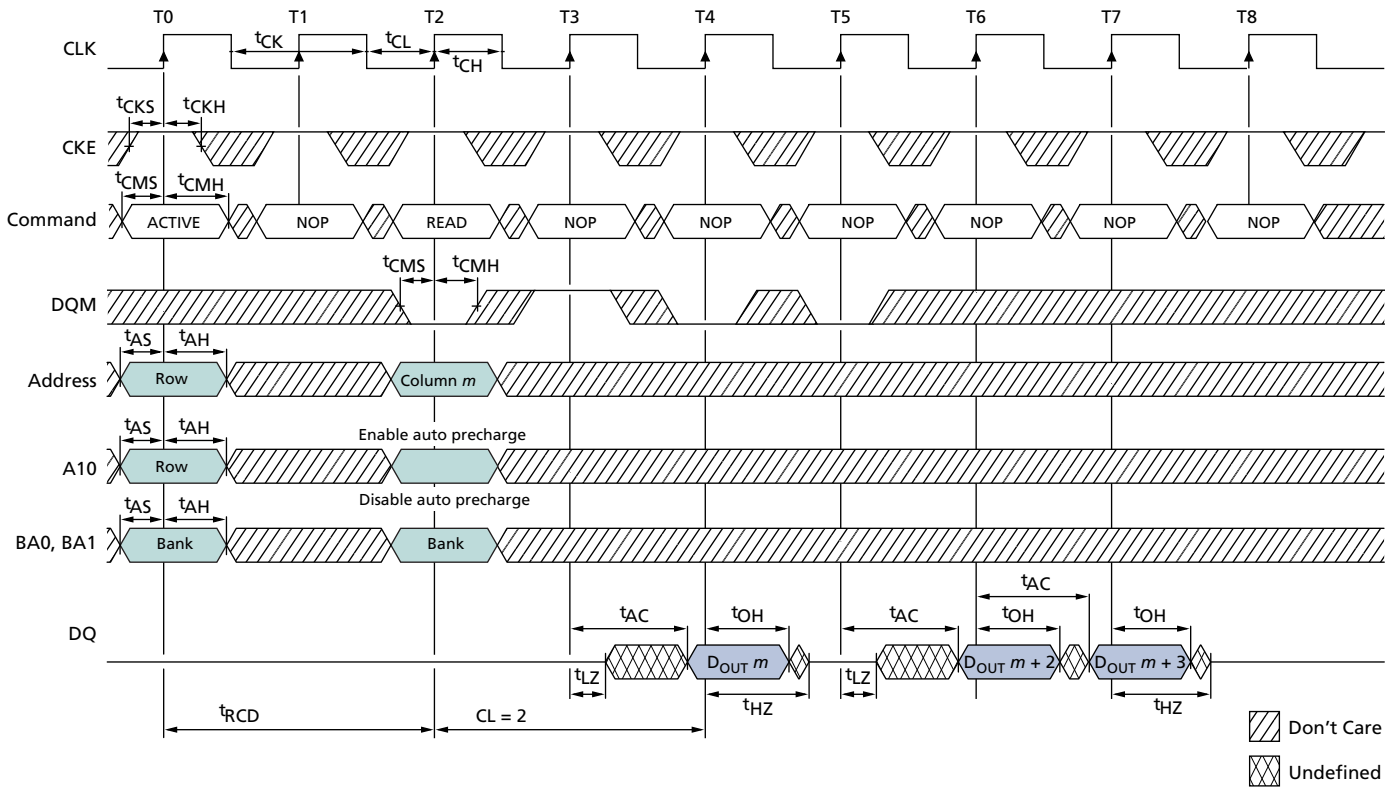 T0 T1 T2 T3 T4 T5 T6 T7 T8
CLK
tCK tCL
tCH
tCKS tCKH
CKE
tCMS tCMH
Command ACTIVE NOP READ NOP NOP NOP NOP NOP NOP
tCMS tCMH
DQM
tAS tAH
Address Row Column m
tAS tAH Enable auto precharge
A10 Row
Disable auto precharge
tAS tAH
BA0, BA1 Bank Bank
tAC
tAC tOH tAC tOH tOH
DQ
DOUT m DOUT m + 2 DOUT m + 3
tLZ tLZ
tHZ tHZ
tRCD CL = 2
Don't Care
Undefined